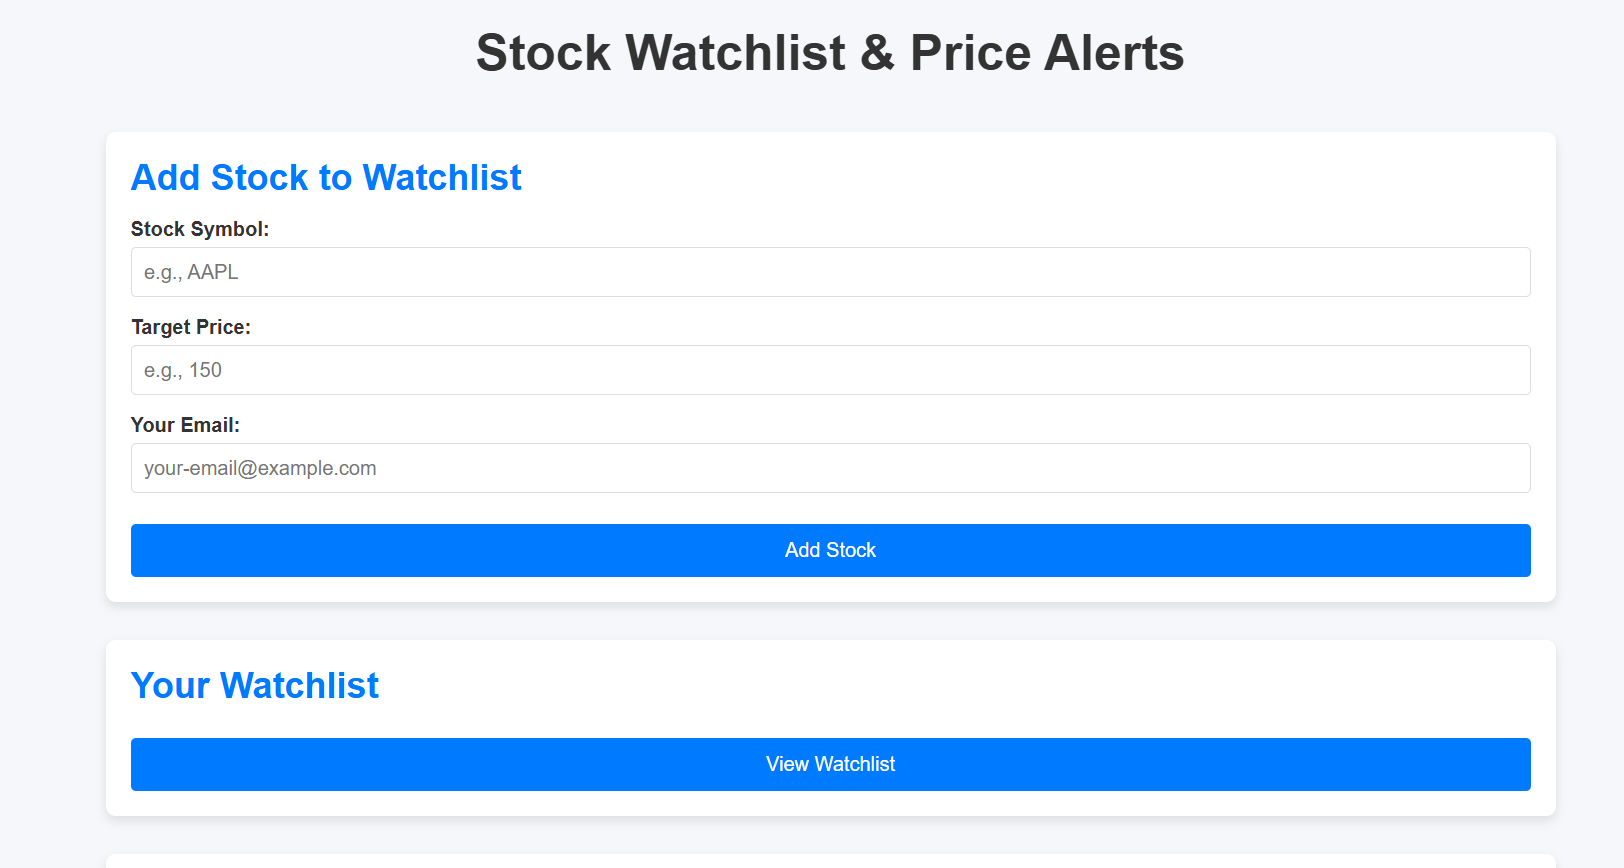 Stock Watchlist & Price Alerts
Add Stock to Watchlist
Stock Symbol:
e.g., AAPL
Target Price:
e.g., 150
Your Email:
your-email@example.com
Add Stock
Your Watchlist
View Watchlist